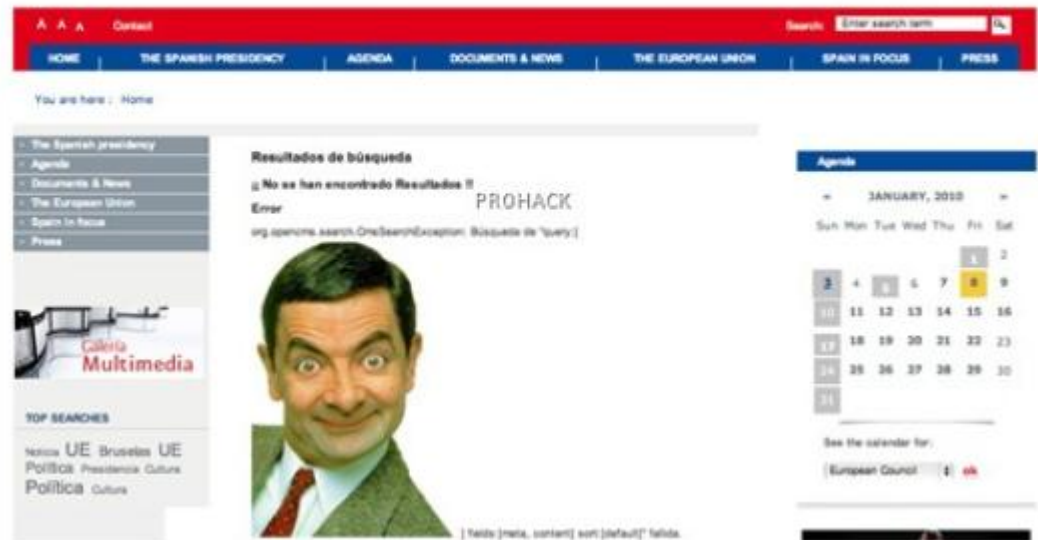 A A A Contact Search: Enter search term
HOME THE SPANISH PRESIDENCY AGENDA DOCUMENTS & NEWS THE EUROPEAN UNION SPAIN IN FOCUS PRESS
You are here : Home
The Spanish presidency
Agenda
Documents & News
The European Union
Spain in focus
Press
Galería
Multimedia
TOP SEARCHES
Noticia UE Bruselas UE
Política Presidencia Cultura
Política Cultura
Resultados de búsqueda
¡¡ No se han encontrado Resultados !!
PROHACK
Error
org.opencms.search.CmsSearchException: Búsqueda de "query:[
] fields [meta, content] sort [default]" fallida.
Agenda
« JANUARY, 2010 »
Sun Mon Tue Wed Thu Fri Sat
1 2
3 4 5 6 7 8 9
10 11 12 13 14 15 16
17 18 19 20 21 22 23
24 25 26 27 28 29 30
31
See the calendar for:
European Council ok